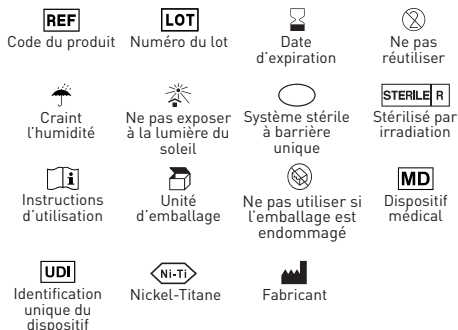 REF LOT
Code du produit Numéro du lot Date d'expiration Ne pas réutiliser
STERILE R
Craint l'humidité Ne pas exposer à la lumière du soleil Système stérile à barrière unique Stérilisé par irradiation
i MD
Instructions d'utilisation Unité d'emballage Ne pas utiliser si l'emballage est endommagé Dispositif médical
UDI Ni-Ti
Identification unique du dispositif Nickel-Titane Fabricant